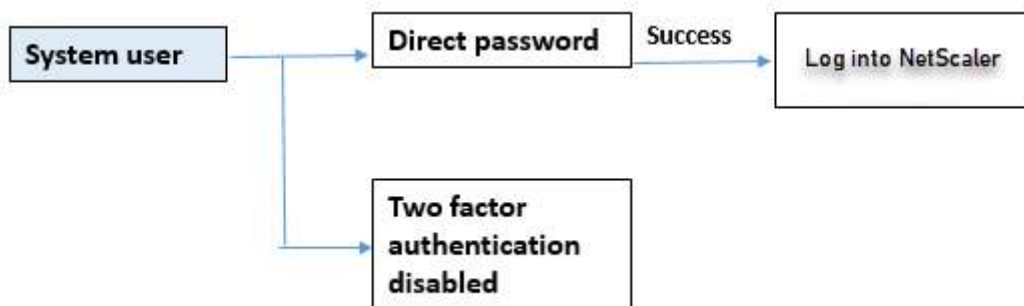 System user
Direct password
Success
Log into NetScaler
Two factor
authentication
disabled